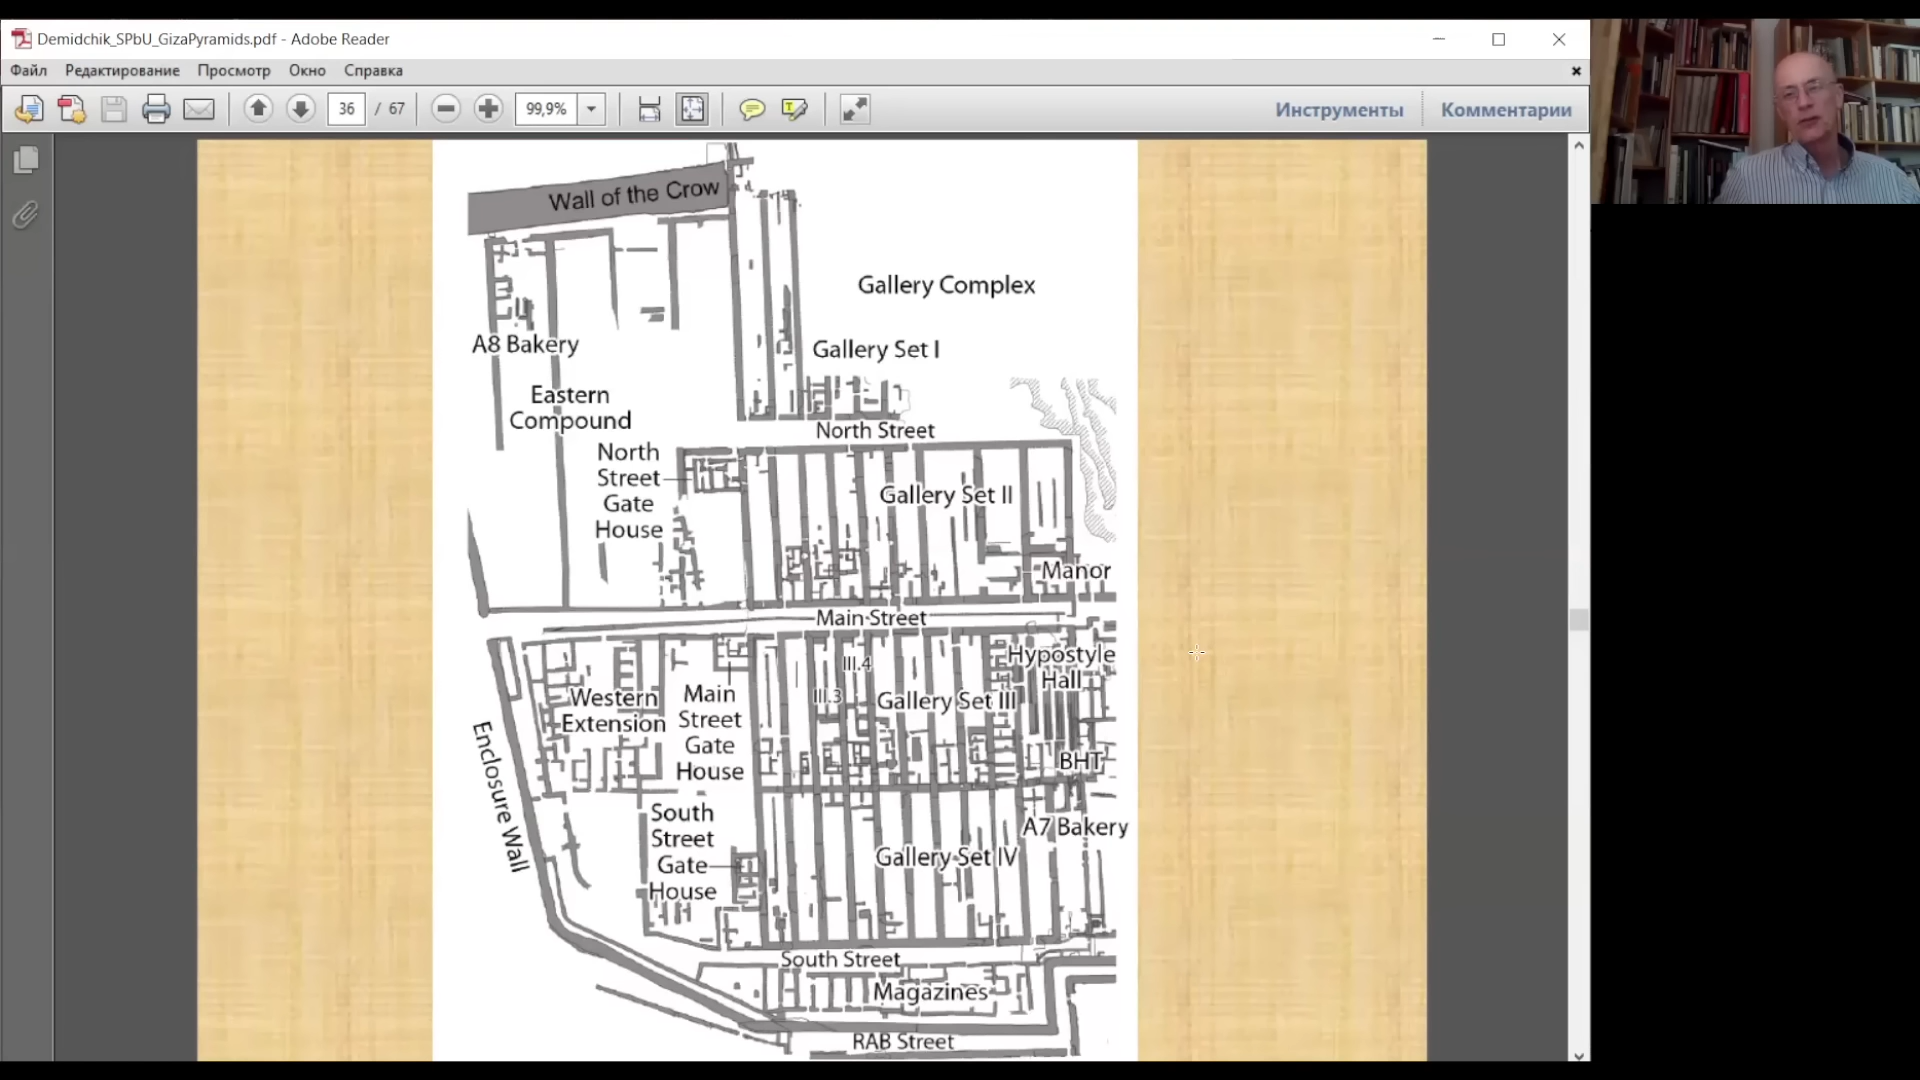 Demidchik_SPbU_GizaPyramids.pdf - Adobe Reader
Файл Редактирование Просмотр Окно Справка
36 / 67 99,9% Инструменты Комментарии
Wall of the Crow
Gallery Complex
A8 Bakery
Gallery Set I
Eastern
Compound
North Street
North
Street
Gate
House
Gallery Set II
Manor
Main Street
III.4
III.3
Hypostyle
Hall
Western
Extension
Main
Street
Gate
House
Gallery Set III
Enclosure Wall
BHT
South
Street
Gate
House
A7 Bakery
Gallery Set IV
South Street
Magazines
RAB Street